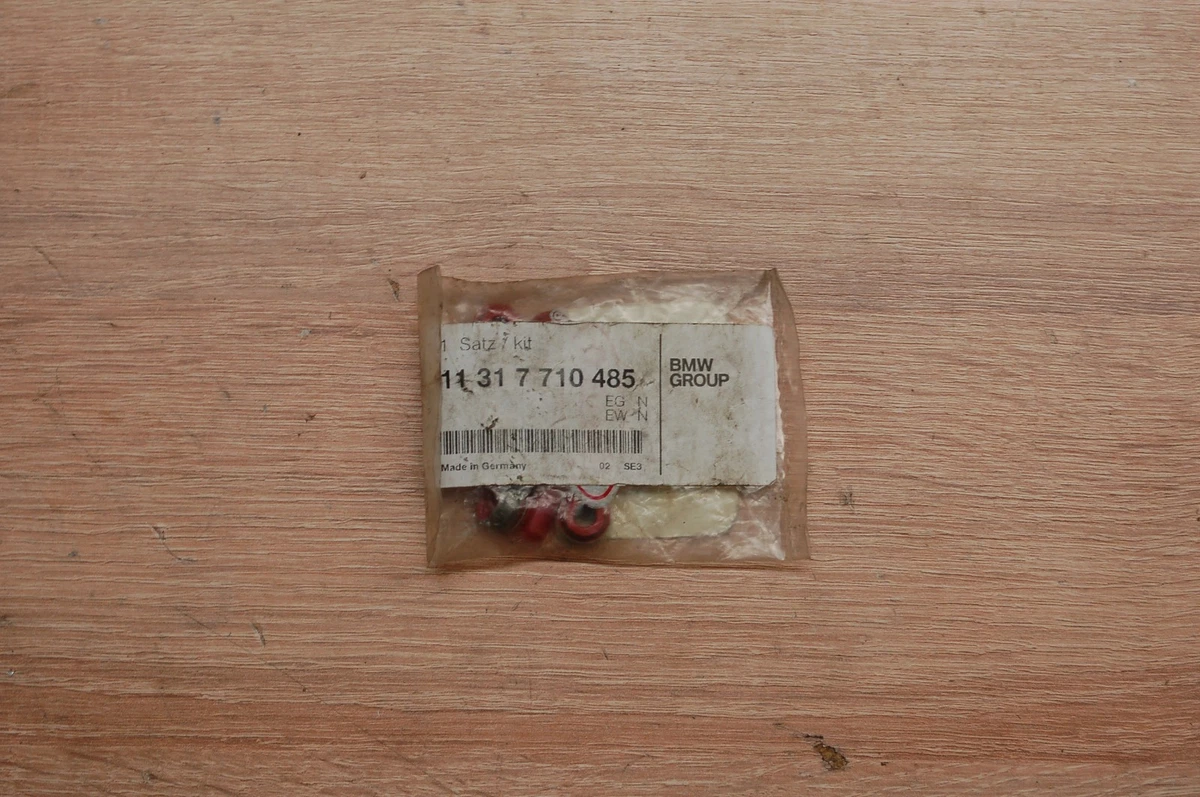 1 Satz / kit
11 31 7 710 485
EG N
EW N
Made in Germany 02 SE3
BMW
GROUP